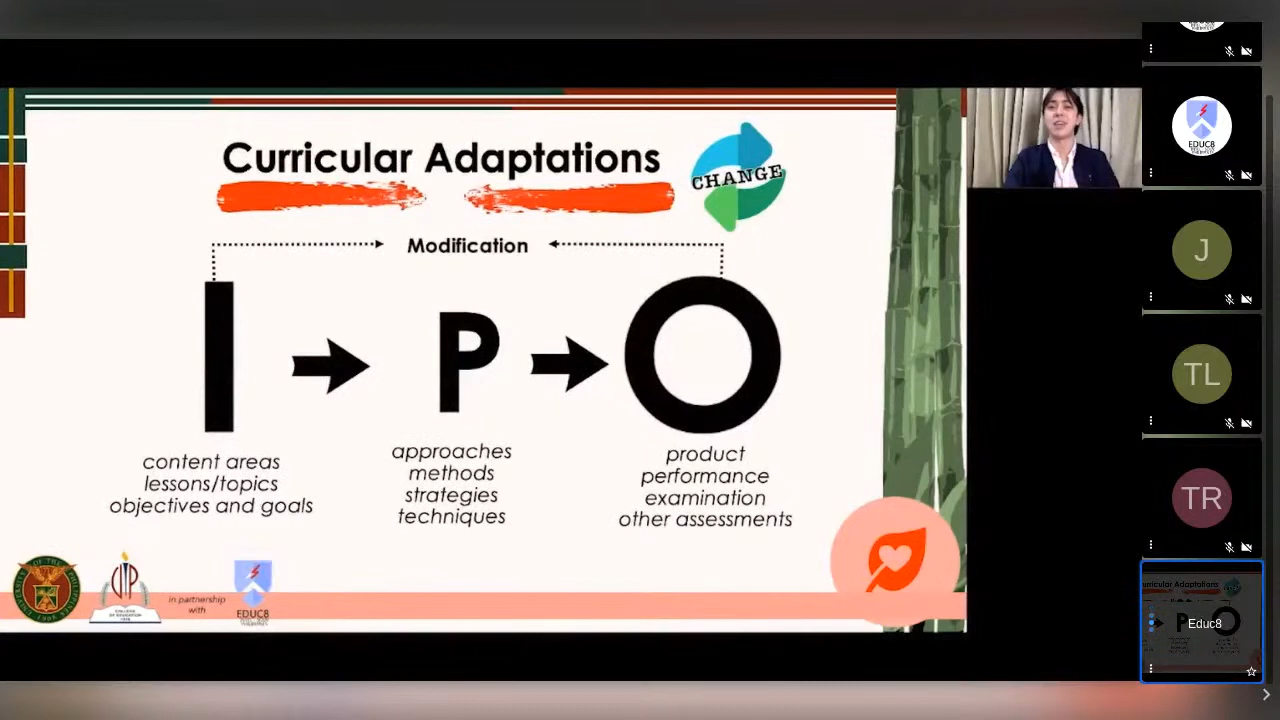 Curricular Adaptations
CHANGE
Modification
I
P
O
content areas
lessons/topics
objectives and goals
approaches
methods
strategies
techniques
product
performance
examination
other assessments
in partnership
with
EDUC8
EDUC8
J
TL
TR
Educ8